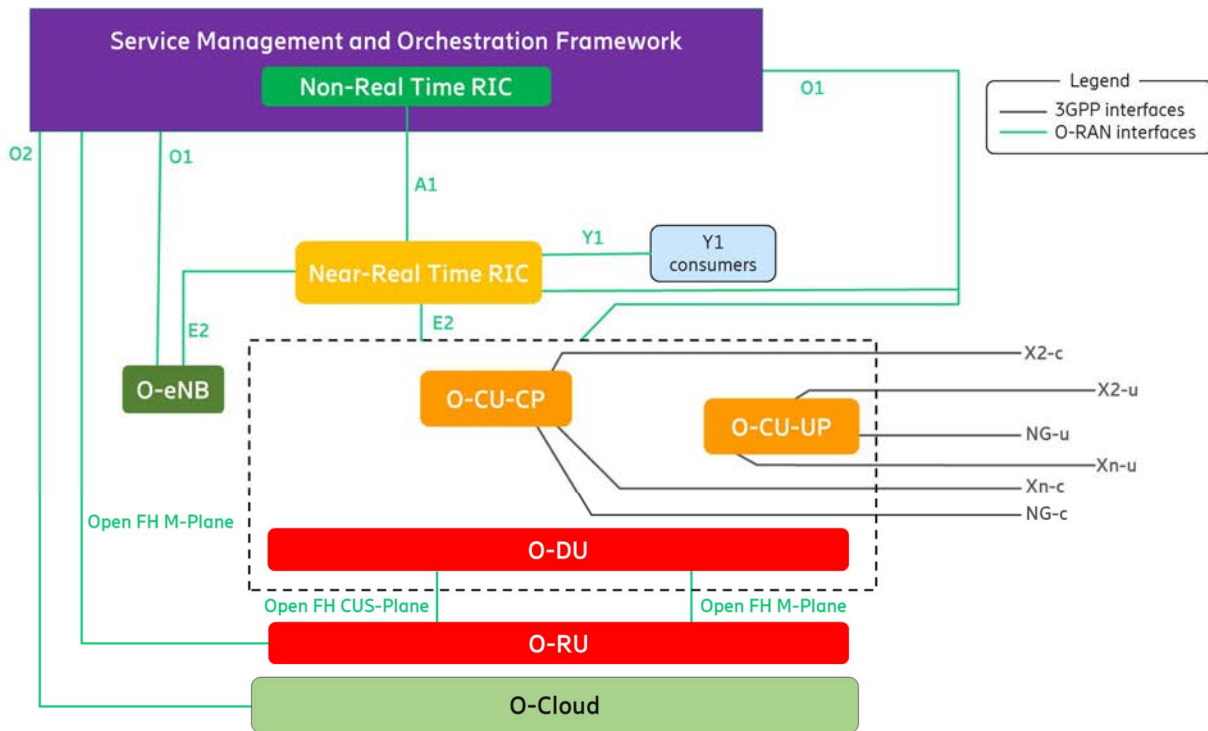 Service Management and Orchestration Framework
Non-Real Time RIC
O1
Legend
3GPP interfaces
O-RAN interfaces
O2
O1
A1
Y1
Y1
consumers
Near-Real Time RIC
E2
E2
O-eNB
X2-c
O-CU-CP
X2-u
O-CU-UP
NG-u
Xn-u
Xn-c
NG-c
Open FH M-Plane
O-DU
Open FH CUS-Plane
Open FH M-Plane
O-RU
O-Cloud